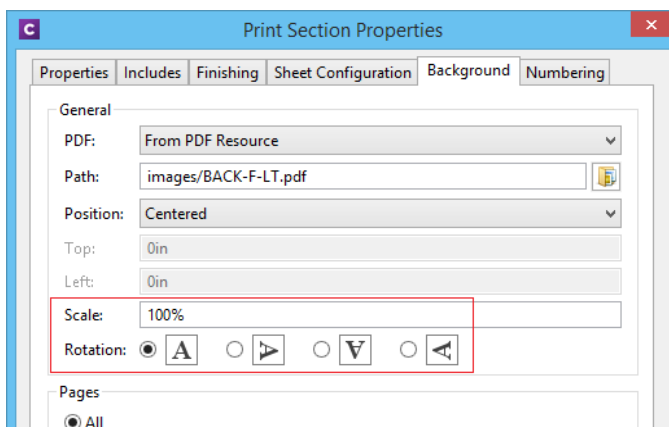 C Print Section Properties ×
Properties Includes Finishing Sheet Configuration Background Numbering
General
PDF: From PDF Resource
Path: images/BACK-F-LT.pdf
Position: Centered
Top: 0in
Left: 0in
Scale: 100%
Rotation: A A A A
Pages
All